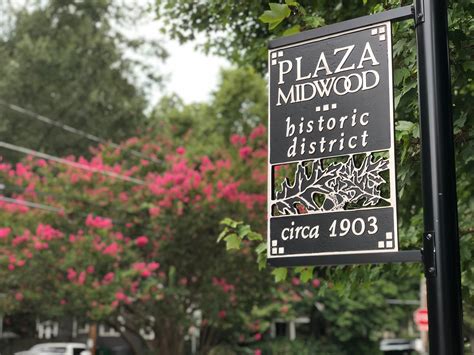 PLAZA
MIDWOOD
historic
district
circa 1903